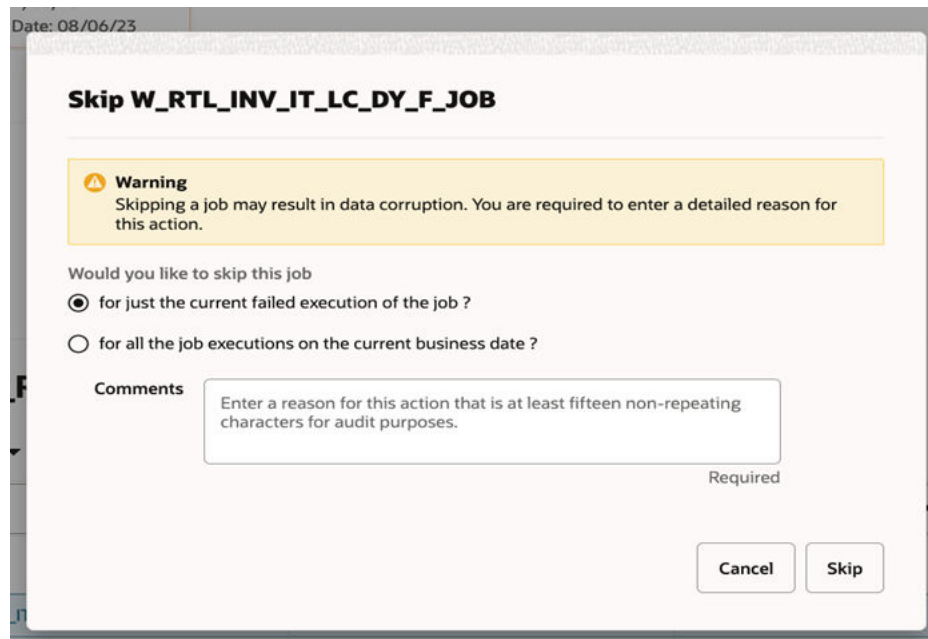 Date: 08/06/23
Skip W_RTL_INV_IT_LC_DY_F_JOB
Warning
Skipping a job may result in data corruption. You are required to enter a detailed reason for
this action.
Would you like to skip this job
for just the current failed execution of the job ?
for all the job executions on the current business date ?
Comments
Enter a reason for this action that is at least fifteen non-repeating
characters for audit purposes.
Required
Cancel
Skip